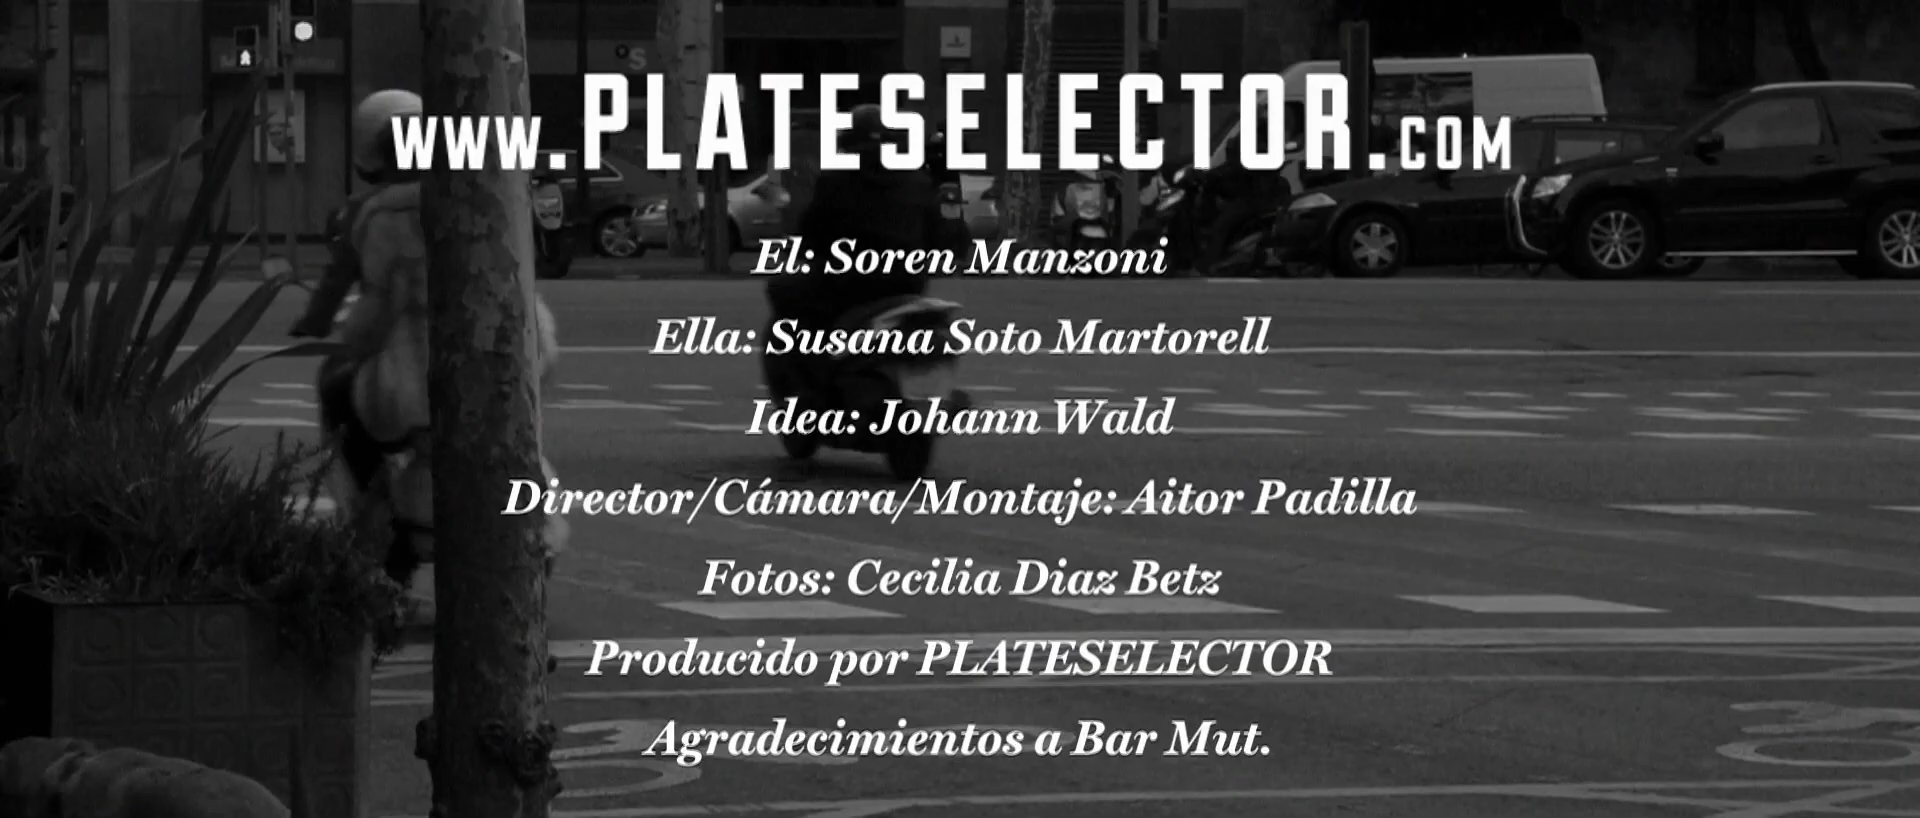 www.PLATESELECTOR.COM
El: Soren Manzoni
Ella: Susana Soto Martorell
Idea: Johann Wald
Director/Cámara/Montaje: Aitor Padilla
Fotos: Cecilia Diaz Betz
Producido por PLATESELECTOR
Agradecimientos a Bar Mut.